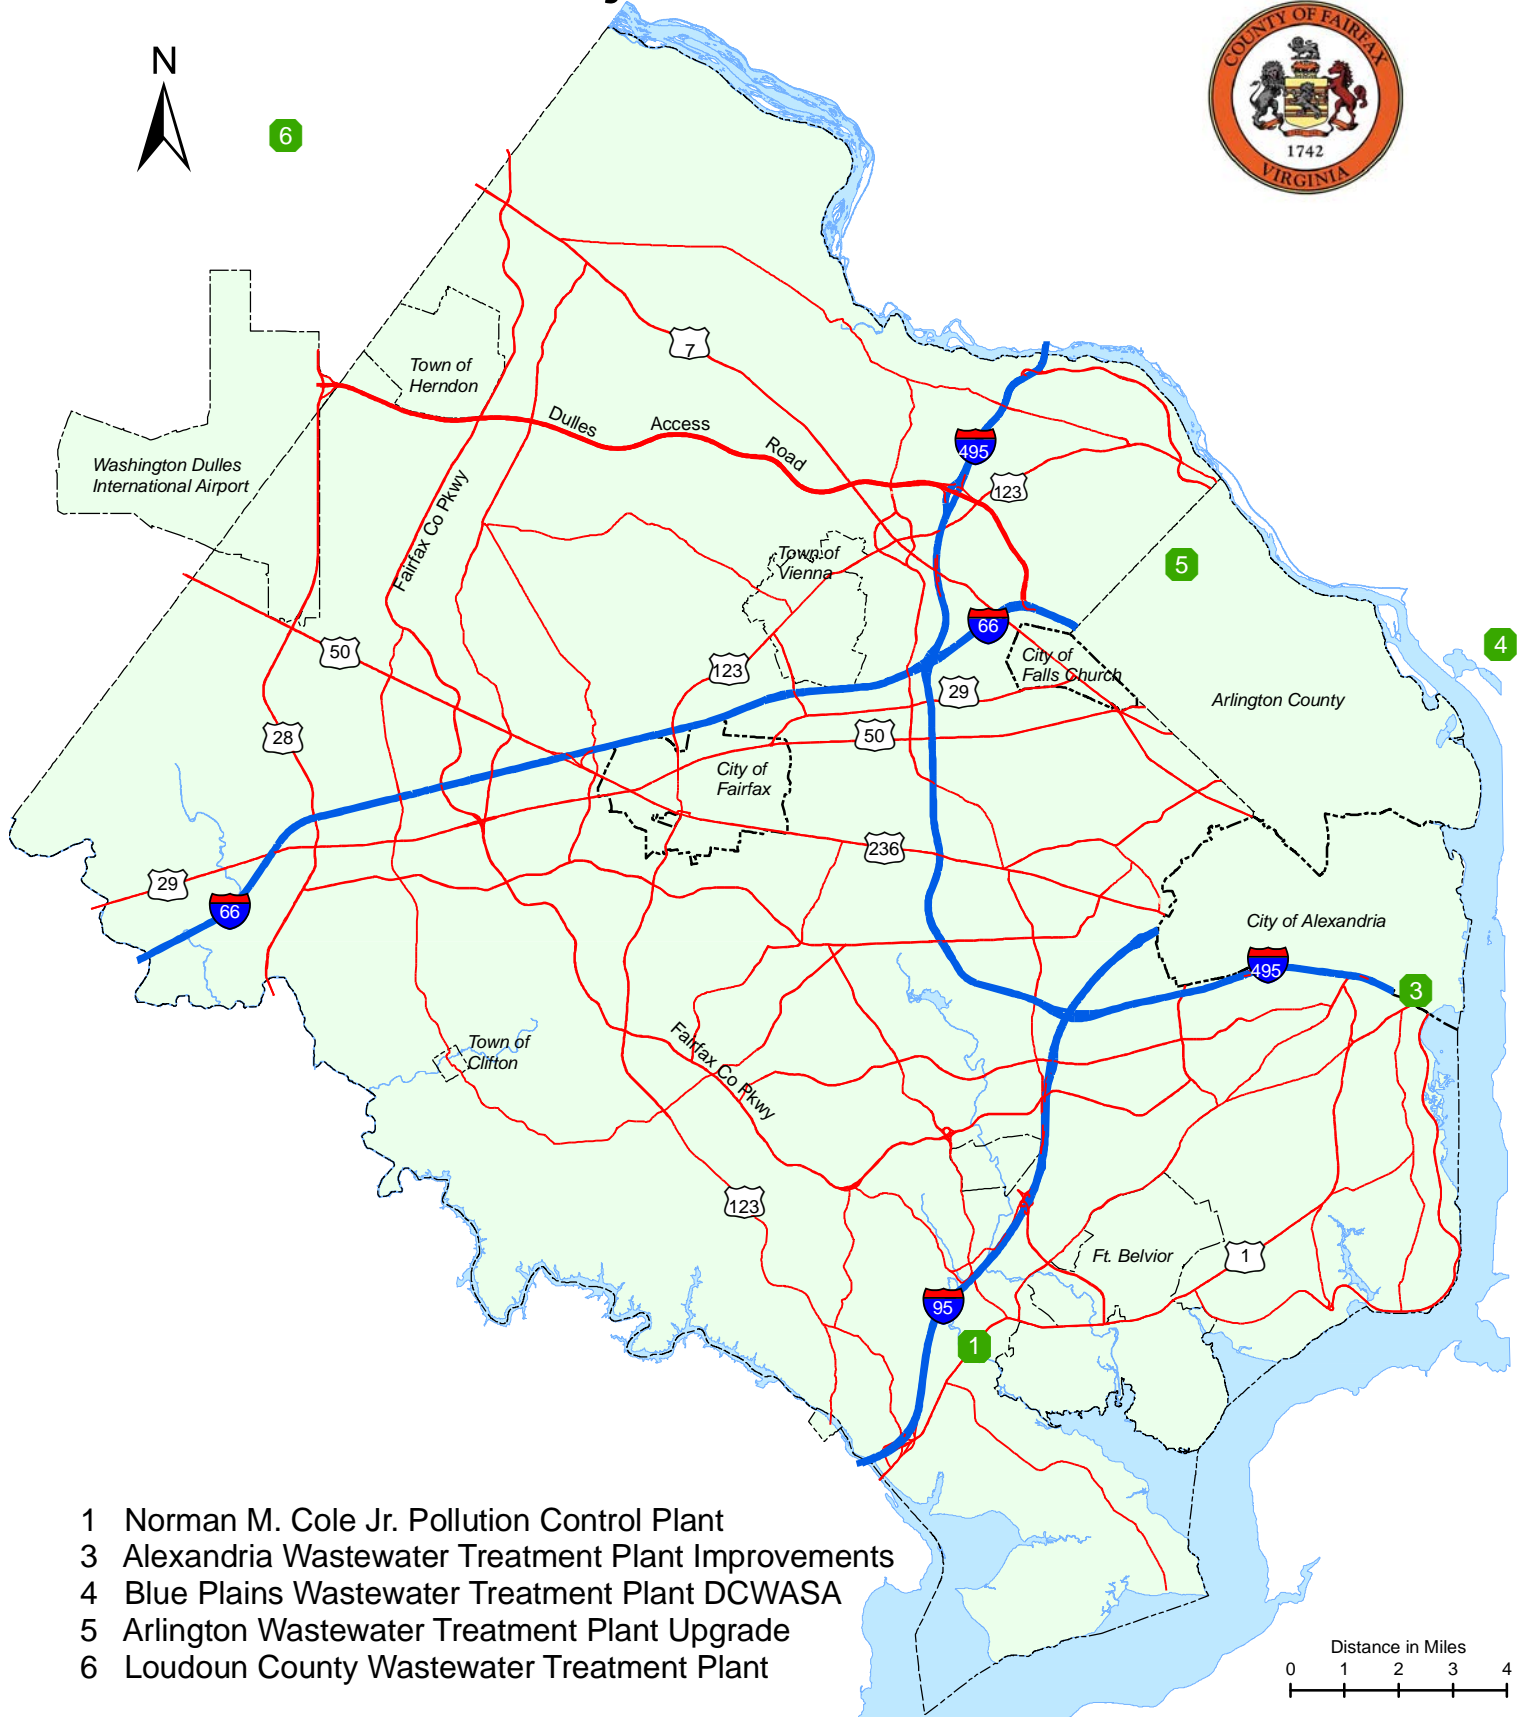 N
COUNTY OF FAIRFAX
1742
VIRGINIA
6
7
Town of
Herndon
Dulles
Access
Road
495
123
Washington Dulles
International Airport
Fairfax Co Pkwy
Town of
Vienna
5
4
50
66
City of
Falls Church
123
29
Arlington County
28
50
City of
Fairfax
236
29
66
City of Alexandria
495
3
Town of
Clifton
Fairfax Co Pkwy
123
Ft. Belvior
1
95
1
1 Norman M. Cole Jr. Pollution Control Plant
3 Alexandria Wastewater Treatment Plant Improvements
4 Blue Plains Wastewater Treatment Plant DCWASA
5 Arlington Wastewater Treatment Plant Upgrade
6 Loudoun County Wastewater Treatment Plant
Distance in Miles
0 1 2 3 4